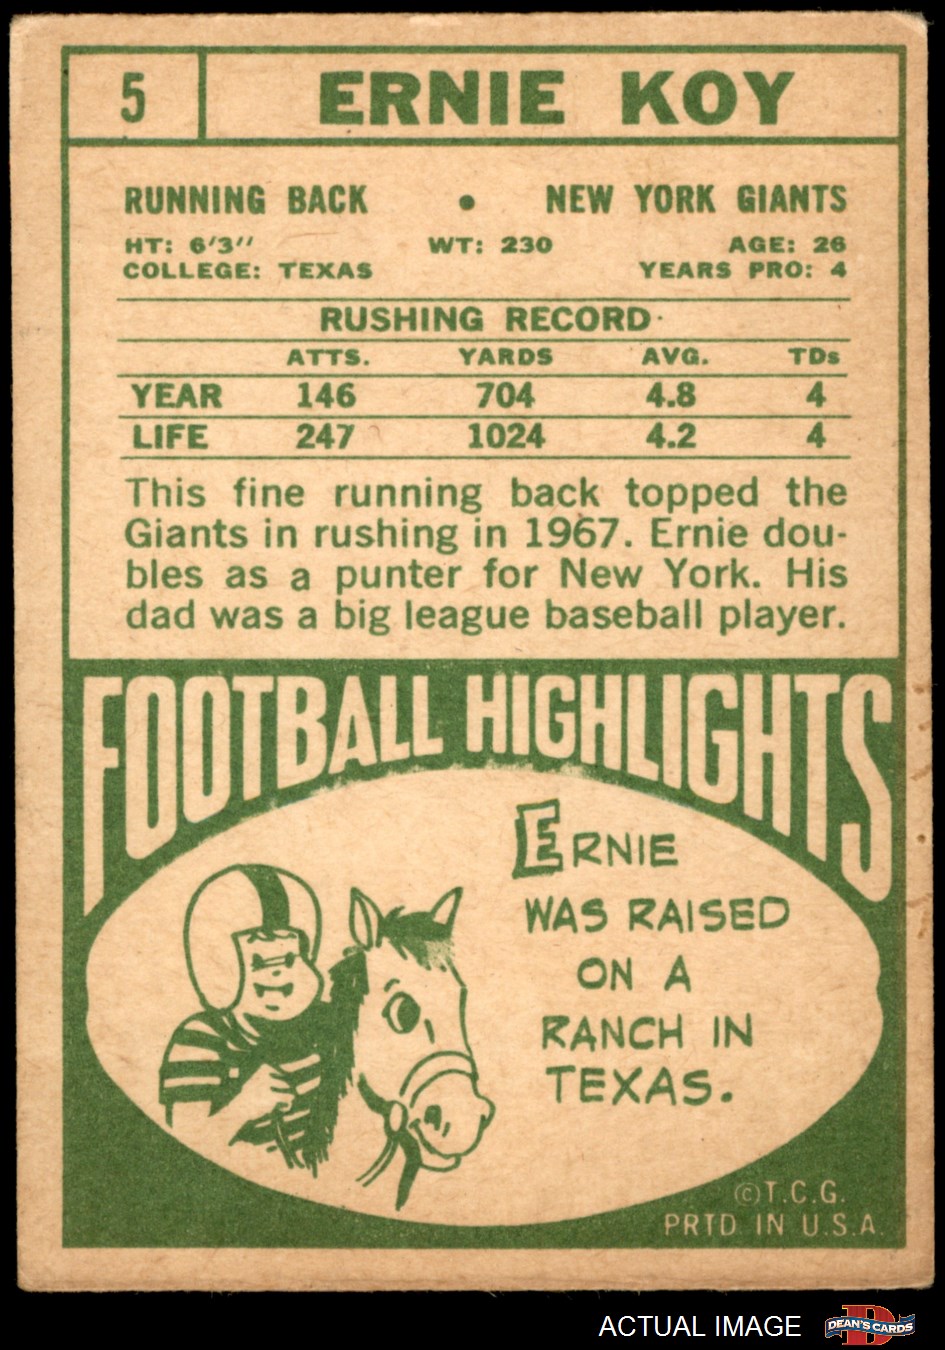 5 ERNIE KOY
RUNNING BACK • NEW YORK GIANTS
HT: 6'3" WT: 230 AGE: 26
COLLEGE: TEXAS YEARS PRO: 4
RUSHING RECORD
ATTS. YARDS AVG. TDs
YEAR 146 704 4.8 4
LIFE 247 1024 4.2 4
This fine running back topped the
Giants in rushing in 1967. Ernie dou-
bles as a punter for New York. His
dad was a big league baseball player.
FOOTBALL HIGHLIGHTS
ERNIE
WAS RAISED
ON A
RANCH IN
TEXAS.
©T.C.G.
PRTD IN U.S.A.
ACTUAL IMAGE D DEAN'S CARDS